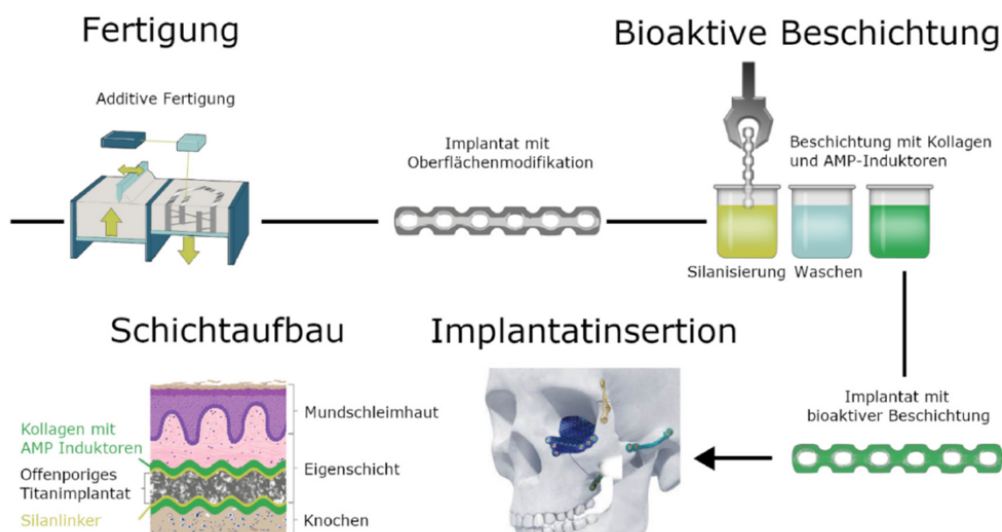 Fertigung
Additive Fertigung
Implantat mit
Oberflächenmodifikation
Bioaktive Beschichtung
Beschichtung mit Kollagen
und AMP-Induktoren
Silanisierung Waschen
Implantat mit
bioaktiver Beschichtung
Implantatinsertion
Schichtaufbau
Kollagen mit
AMP Induktoren
Offenporiges
Titanimplantat
Silanlinker
Mundschleimhaut
Eigenschicht
Knochen